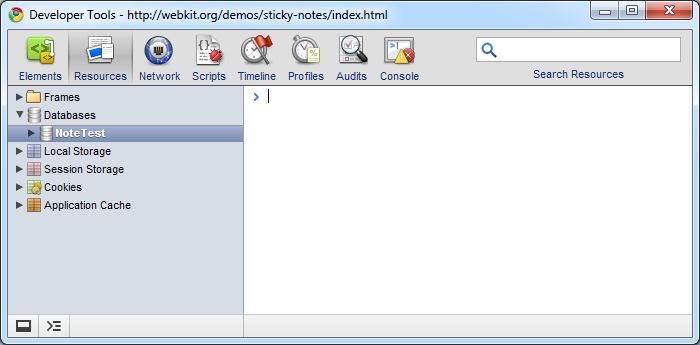 Developer Tools - http://webkit.org/demos/sticky-notes/index.html
Elements Resources Network Scripts Timeline Profiles Audits Console
Search Resources
Frames
Databases
NoteTest
Local Storage
Session Storage
Cookies
Application Cache